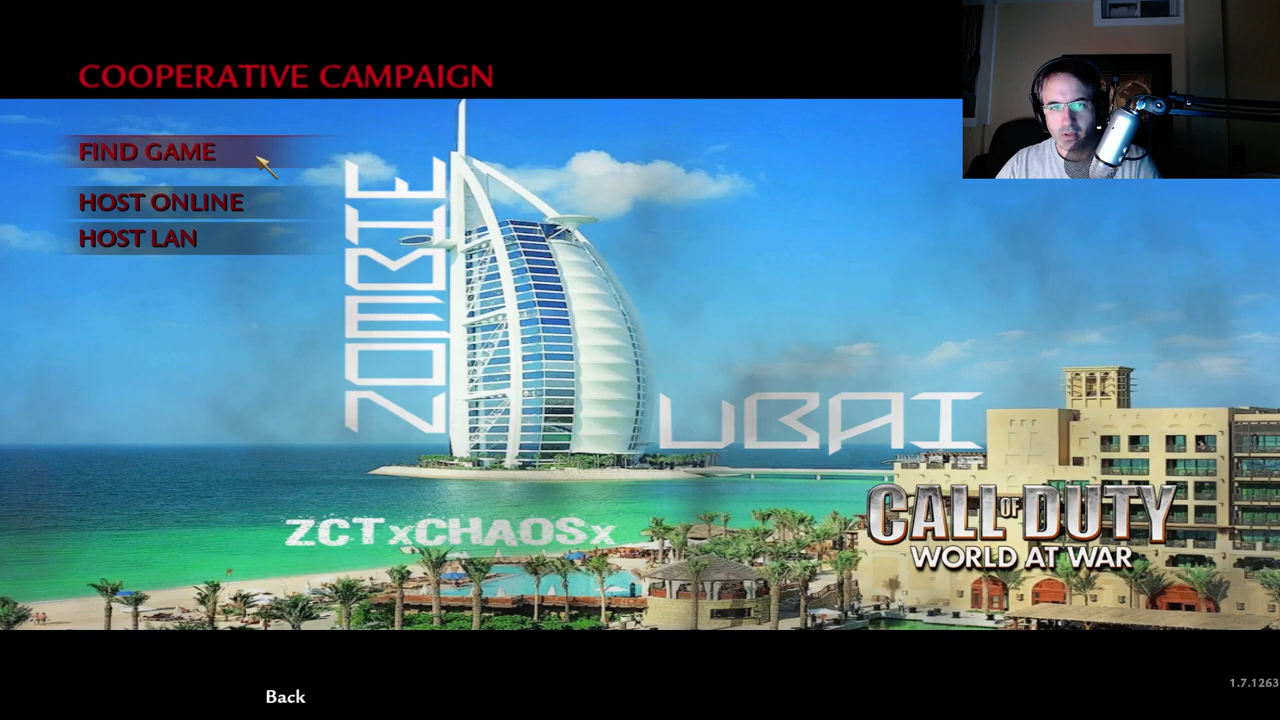 COOPERATIVE CAMPAIGN
FIND GAME
HOST ONLINE
HOST LAN
ZOMBIE
UBAI
ZCTxCHAOSx
CALL OF DUTY
WORLD AT WAR
Back
1.7.1263